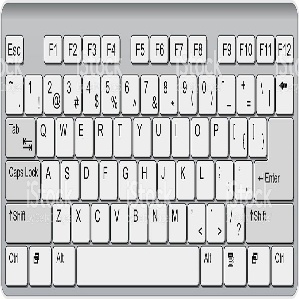 Esc F1 F2 F3 F4 F5 F6 F7 F8 F9 F10 F11 F12
~ ! @ # $ % ^ & * ( ) _ + |
` 1 2 3 4 5 6 7 8 9 0 - = \
Tab Q W E R T Y U I O P { [ } ]
Caps Lock A S D F G H J K L : ; " ' ← Enter
⇧Shift Z X C V B N M < , > . ? / ⇧Shift
Ctrl Alt Alt Ctrl
iStock